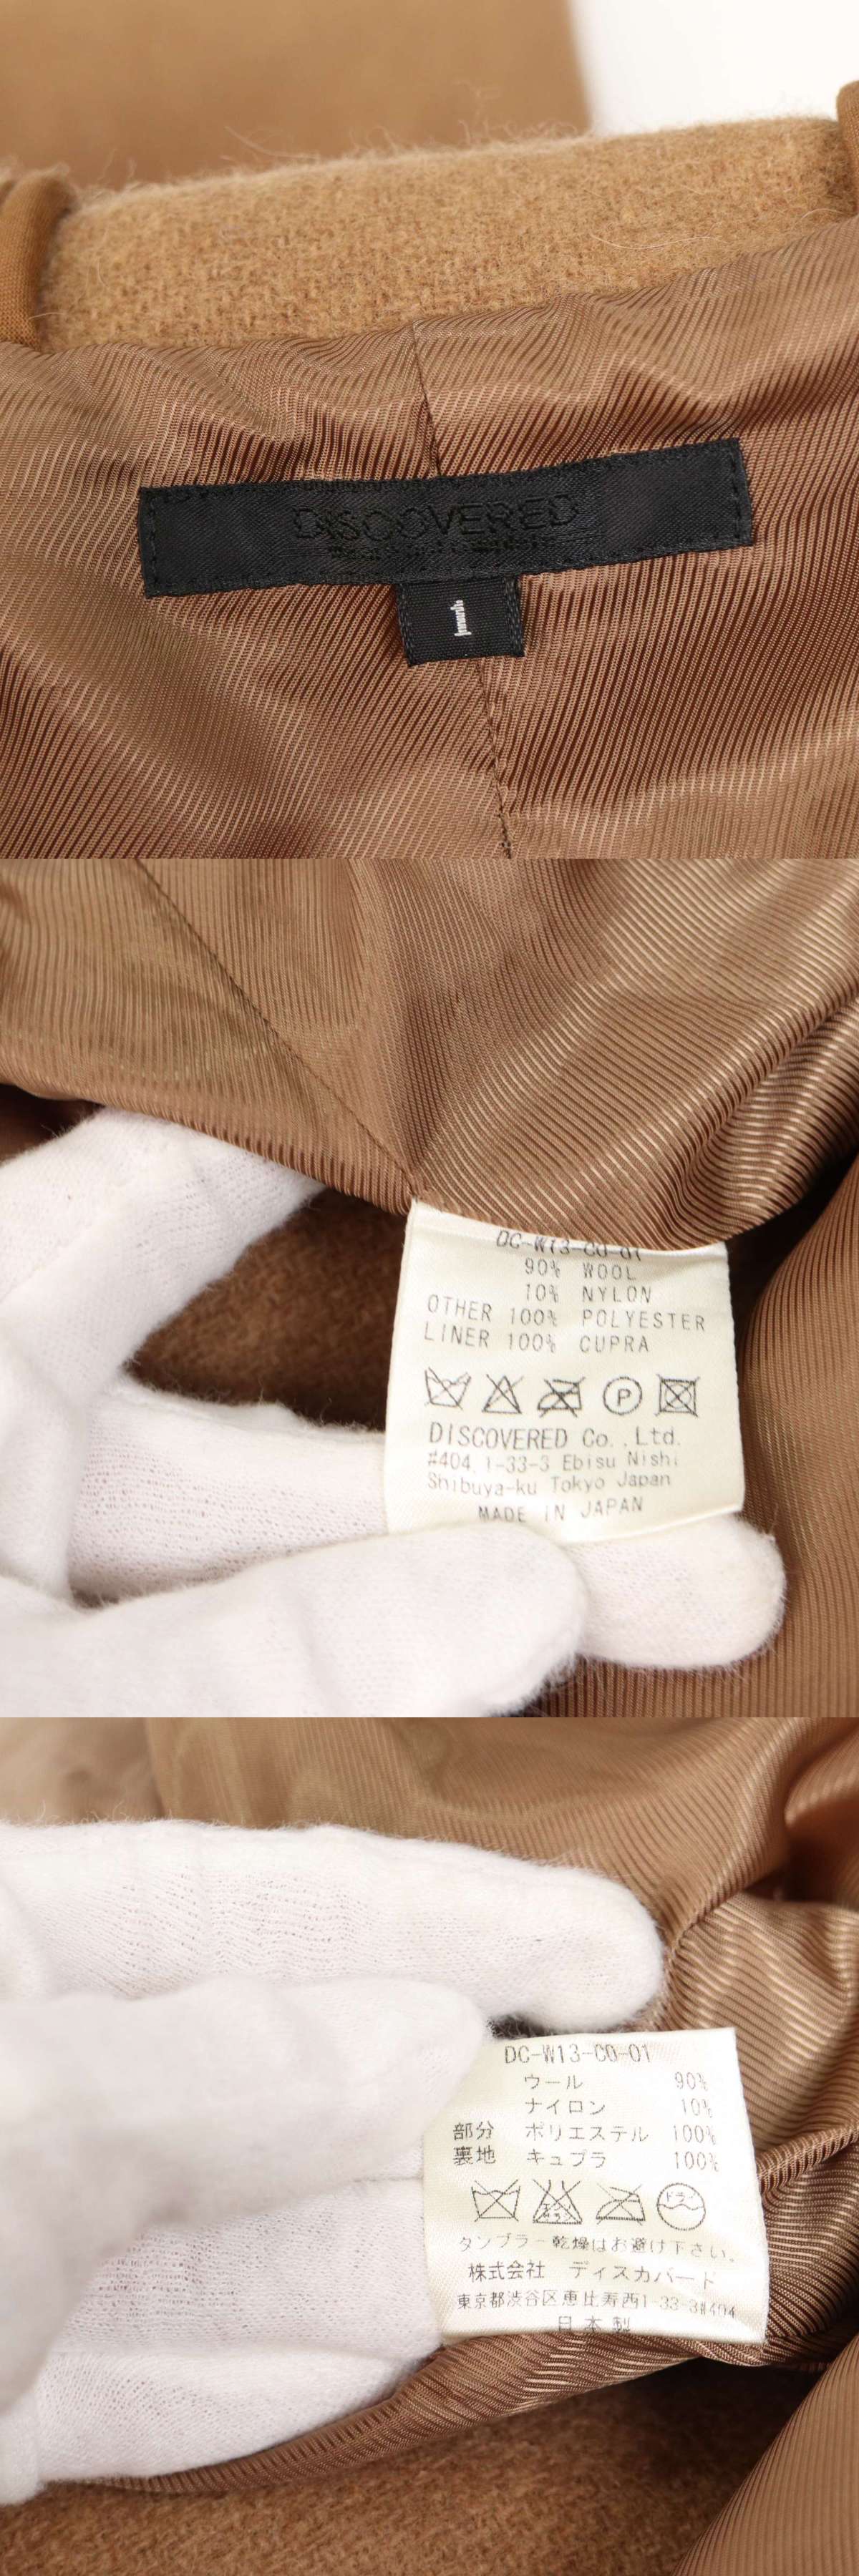 DISCOVERED
1
DC-W13-CO-01
90% WOOL
10% NYLON
OTHER 100% POLYESTER
LINER 100% CUPRA
P
DISCOVERED Co.,Ltd.
#404 1-33-3 Ebisu Nishi
Shibuya-ku Tokyo Japan
MADE IN JAPAN
DC-W13-CO-01
ウール 90%
ナイロン 10%
部分 ポリエステル 100%
裏地 キュプラ 100%
ドライ
タンブラー乾燥はお避け下さい。
株式会社 ディスカバード
東京都渋谷区恵比寿西1-33-3#404
日本製